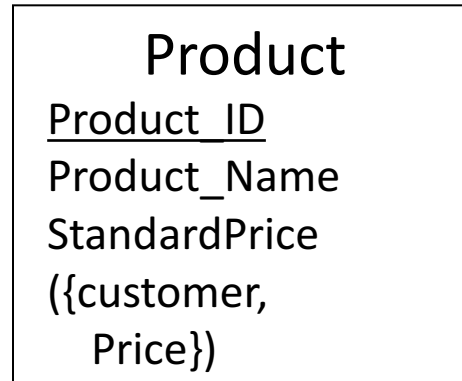 Product
Product_ID
Product_Name
StandardPrice
({customer,
Price})